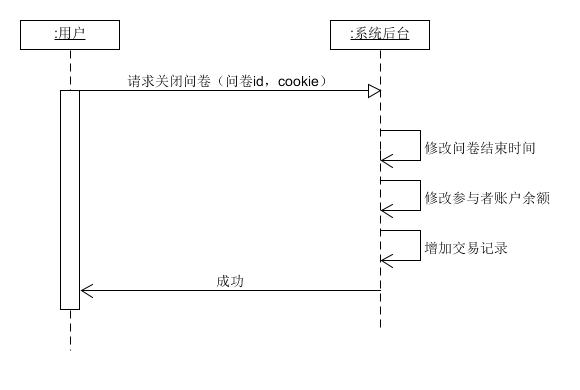 :用户
:系统后台
请求关闭问卷（问卷id，cookie）
修改问卷结束时间
修改参与者账户余额
增加交易记录
成功